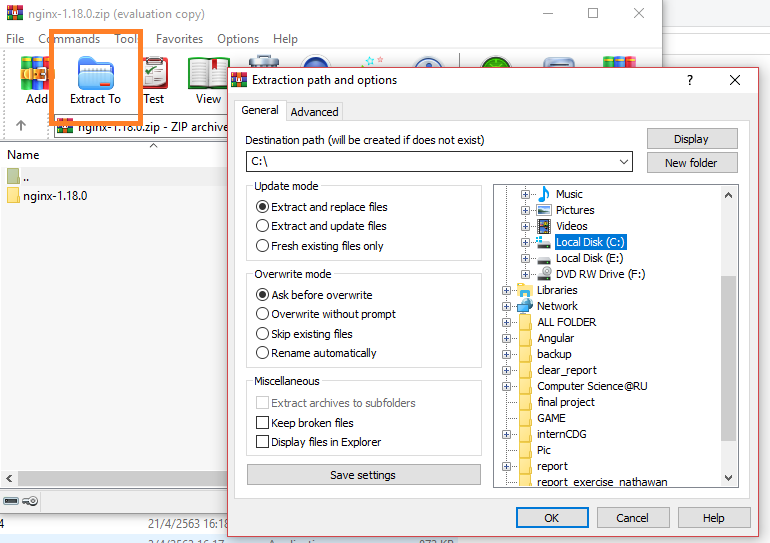 nginx-1.18.0.zip (evaluation copy)
File Commands Tools Favorites Options Help
Add Extract To Test View
nginx-1.18.0.zip - ZIP archive
Name
..
nginx-1.18.0
Extraction path and options
General Advanced
Destination path (will be created if does not exist)
C:\
Display
New folder
Update mode
Extract and replace files
Extract and update files
Fresh existing files only
Overwrite mode
Ask before overwrite
Overwrite without prompt
Skip existing files
Rename automatically
Miscellaneous
Extract archives to subfolders
Keep broken files
Display files in Explorer
Save settings
Music
Pictures
Videos
Local Disk (C:)
Local Disk (E:)
DVD RW Drive (F:)
Libraries
Network
ALL FOLDER
Angular
backup
clear_report
Computer Science@RU
final project
GAME
internCDG
Pic
report
report_exercise_nathawan
OK Cancel Help
21/4/2563 16:18